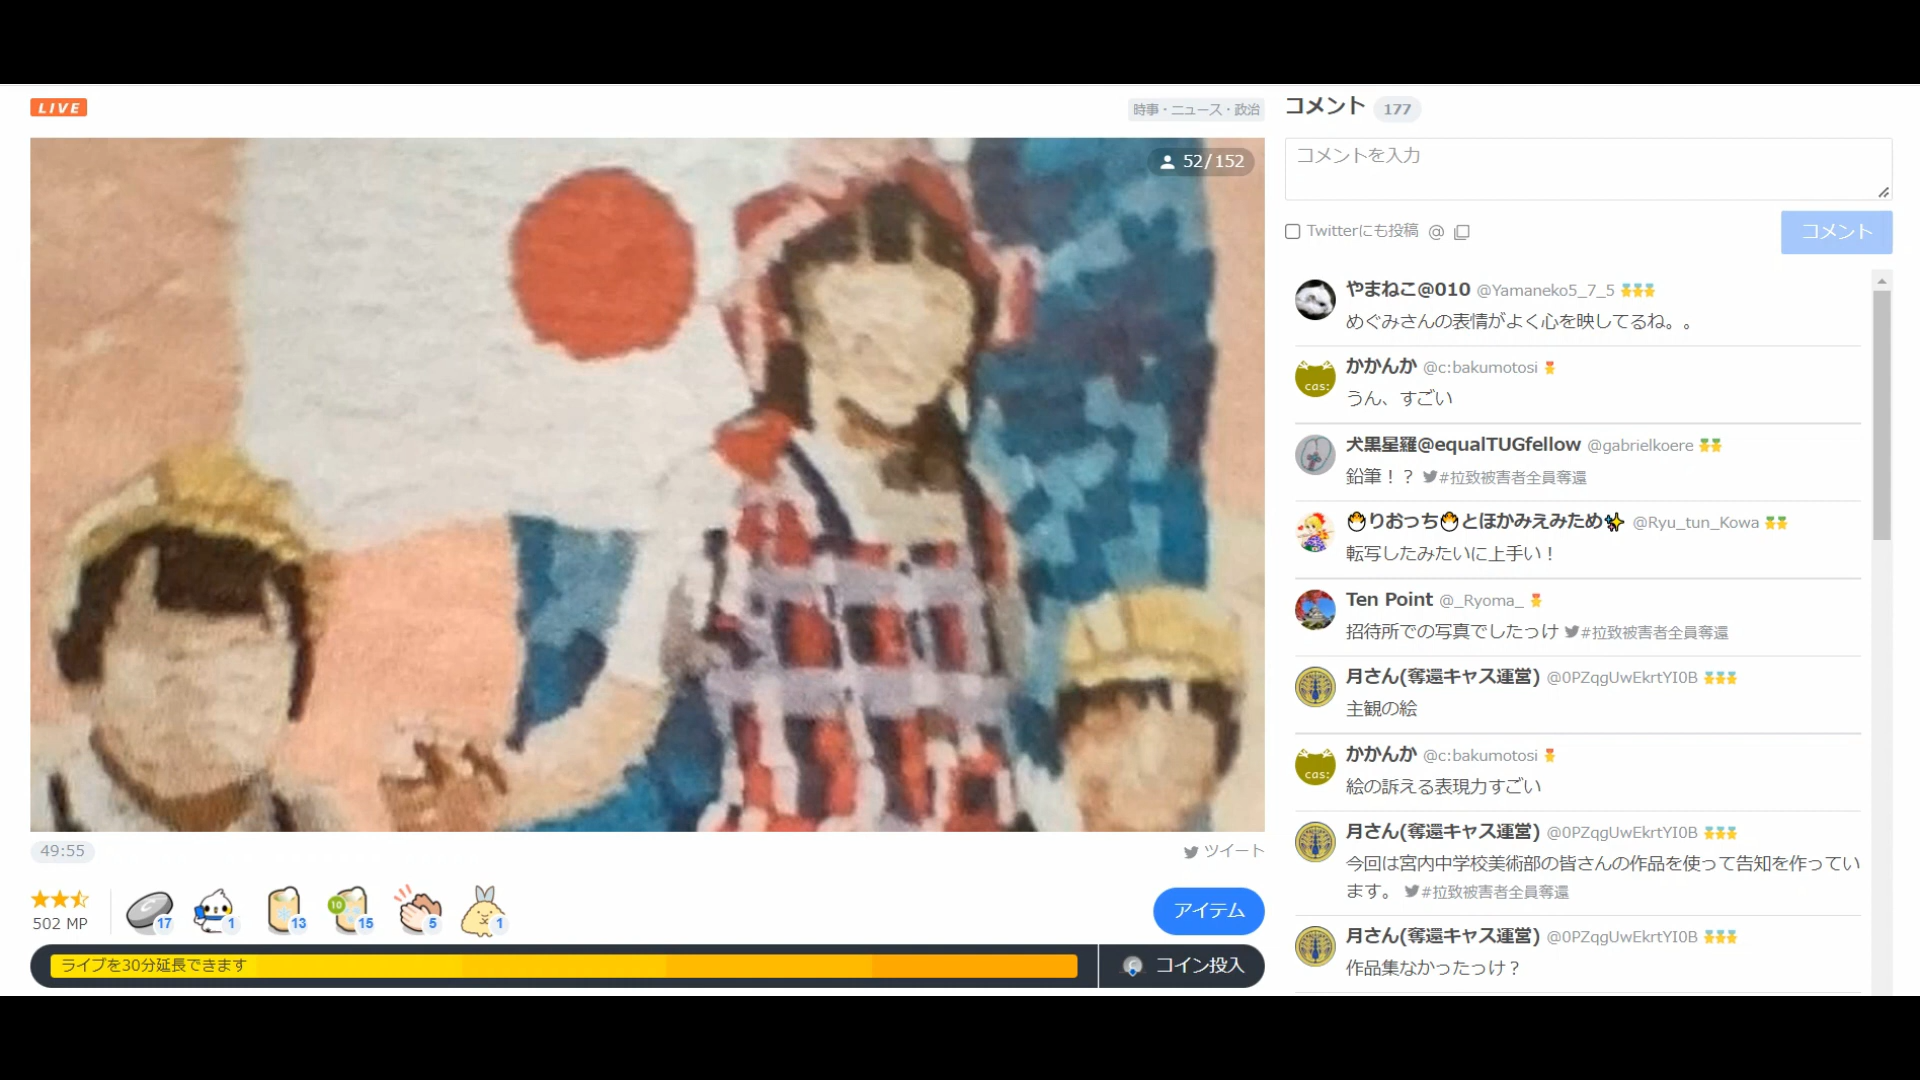 LIVE
時事・ニュース・政治
52/152
49:55
ツイート
502 MP
17
1
13
10
15
5
1
アイテム
ライブを30分延長できます
コイン投入
コメント 177
コメントを入力
Twitterにも投稿 @
コメント
やまねこ@010 @Yamaneko5_7_5
めぐみさんの表情がよく心を映してるね。。
かかんか @c:bakumotosi
cas:
うん、すごい
犬黒星羅@equalTUGfellow @gabrielkoere
鉛筆！？ #拉致被害者全員奪還
りおっちとほかみえみため @Ryu_tun_Kowa
転写したみたいに上手い！
Ten Point @_Ryoma_
招待所での写真でしたっけ #拉致被害者全員奪還
月さん(奪還キャス運営) @0PZqgUwEkrtYI0B
主観の絵
かかんか @c:bakumotosi
cas:
絵の訴える表現力すごい
月さん(奪還キャス運営) @0PZqgUwEkrtYI0B
今回は宮内中学校美術部の皆さんの作品を使って告知を作ってい
ます。 #拉致被害者全員奪還
月さん(奪還キャス運営) @0PZqgUwEkrtYI0B
作品集なかったっけ？